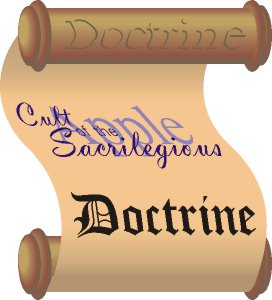 Doctrine
Cult
Apple
of the
Sacrilegious
Doctrine